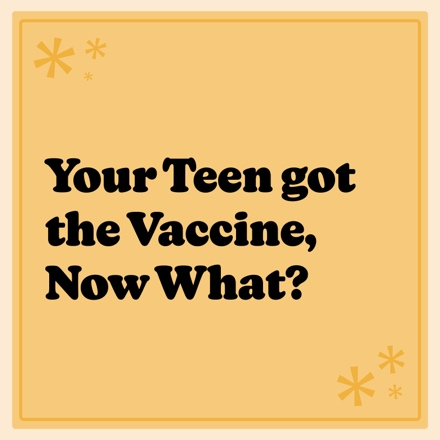 Your Teen got
the Vaccine,
Now What?